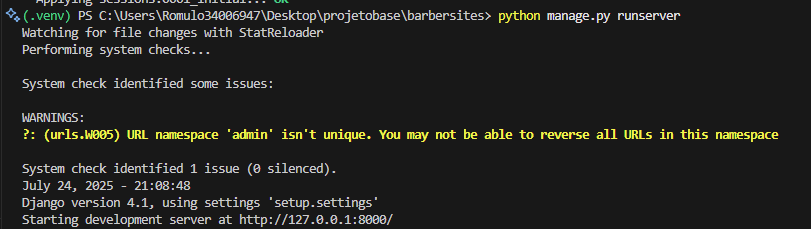 Applying sessions.0001_initial... OK
(.venv) PS C:\Users\Romulo34006947\Desktop\projetobase\barbersites> python manage.py runserver
Watching for file changes with StatReloader
Performing system checks...
System check identified some issues:
WARNINGS:
?: (urls.W005) URL namespace 'admin' isn't unique. You may not be able to reverse all URLs in this namespace
System check identified 1 issue (0 silenced).
July 24, 2025 - 21:08:48
Django version 4.1, using settings 'setup.settings'
Starting development server at http://127.0.0.1:8000/